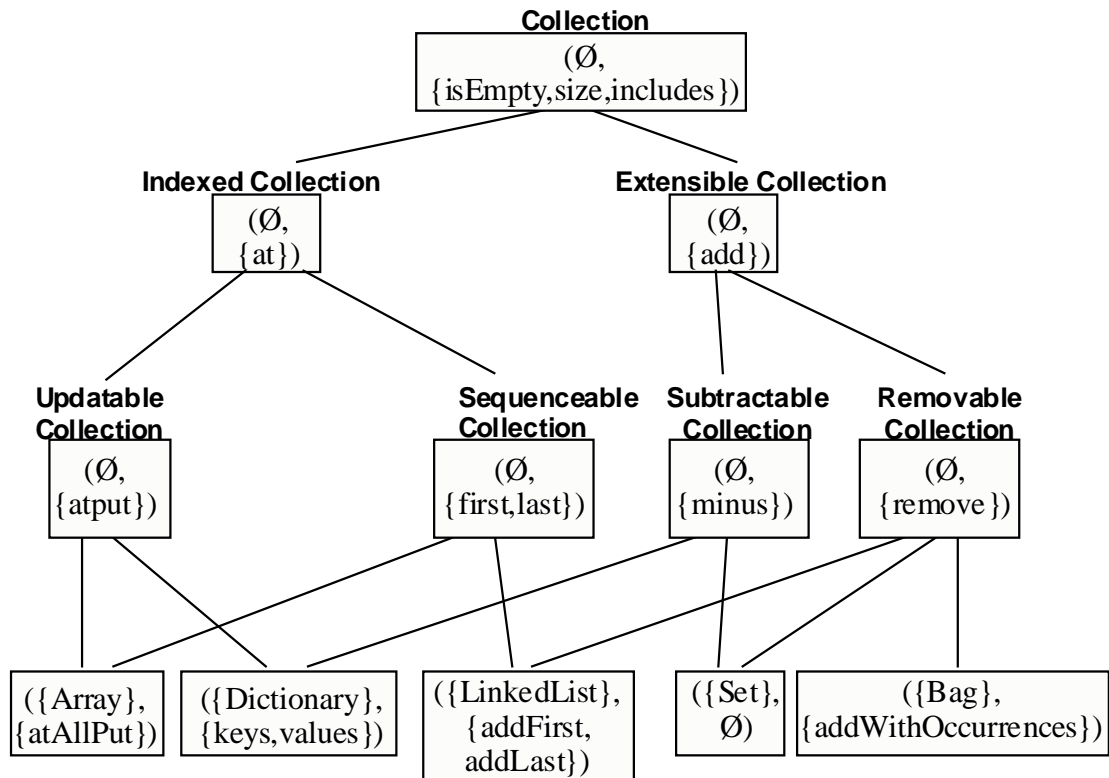 Collection
(Ø,
{isEmpty,size,includes})
Indexed Collection
(Ø,
{at})
Extensible Collection
(Ø,
{add})
Updatable
Collection
(Ø,
{atput})
Sequenceable
Collection
(Ø,
{first,last})
Subtractable
Collection
(Ø,
{minus})
Removable
Collection
(Ø,
{remove})
({Array},
{atAllPut})
({Dictionary},
{keys,values})
({LinkedList},
{addFirst,
addLast})
({Set},
Ø)
({Bag},
{addWithOccurrences})